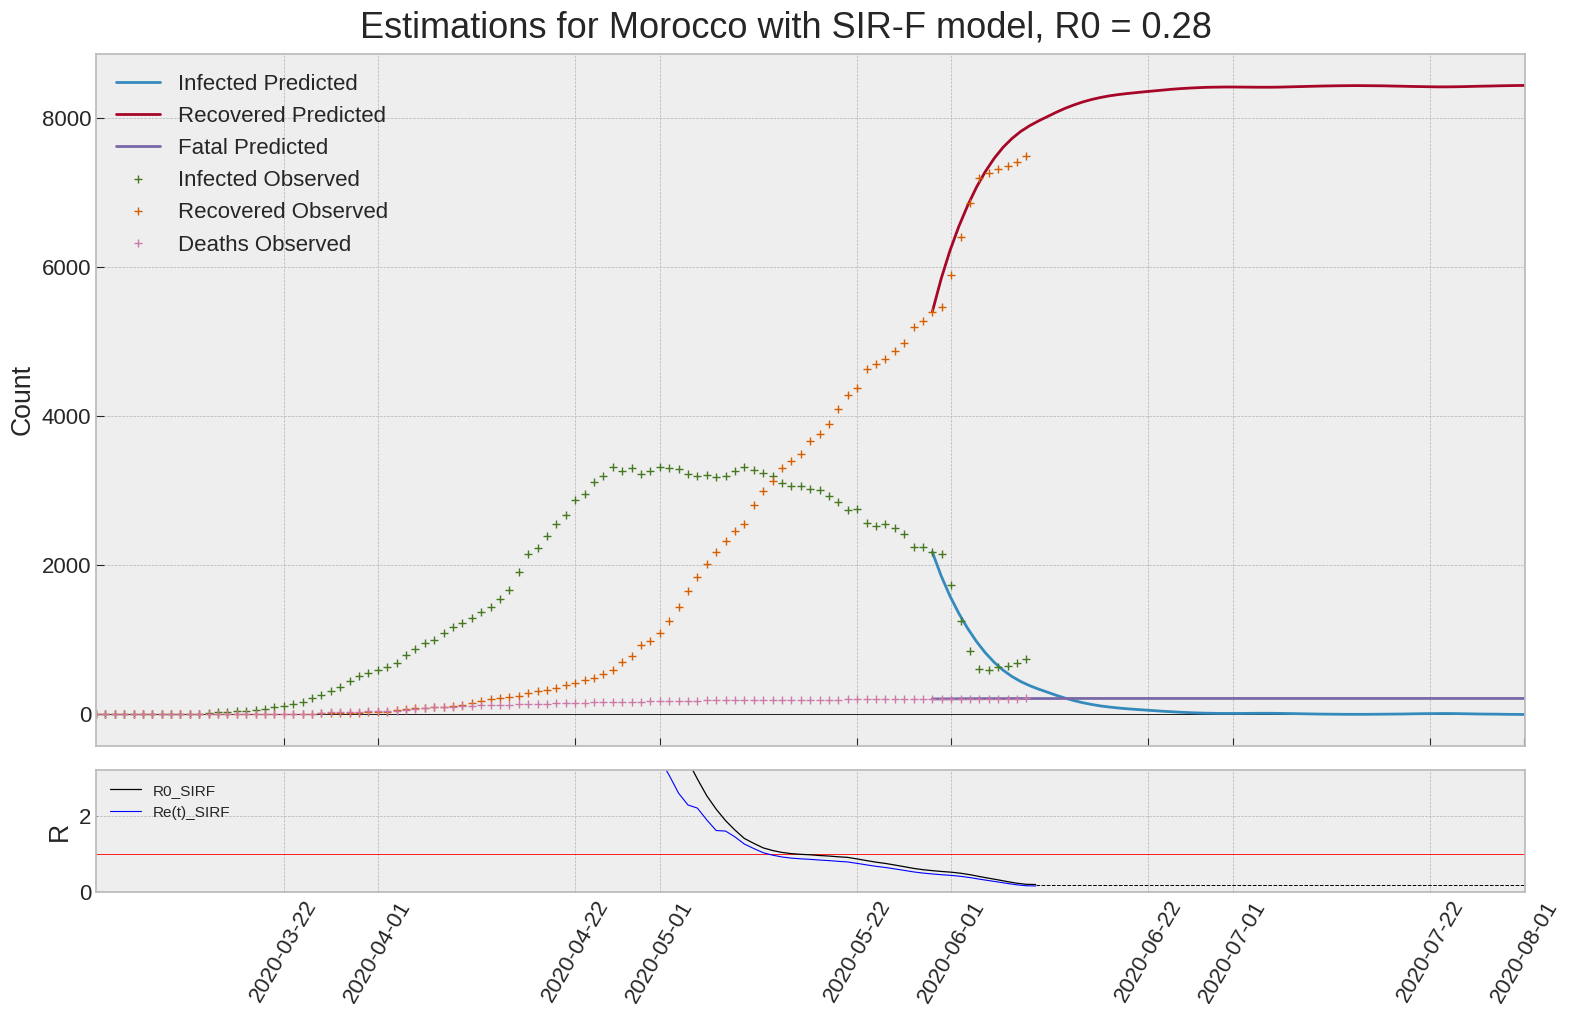 Estimations for Morocco with SIR-F model, R0 = 0.28
Infected Predicted
Recovered Predicted
Fatal Predicted
Infected Observed
Recovered Observed
Deaths Observed
8000
6000
4000
2000
0
Count
R0_SIRF
Re(t)_SIRF
2
0
R
2020-03-22
2020-04-01
2020-04-22
2020-05-01
2020-05-22
2020-06-01
2020-06-22
2020-07-01
2020-07-22
2020-08-01